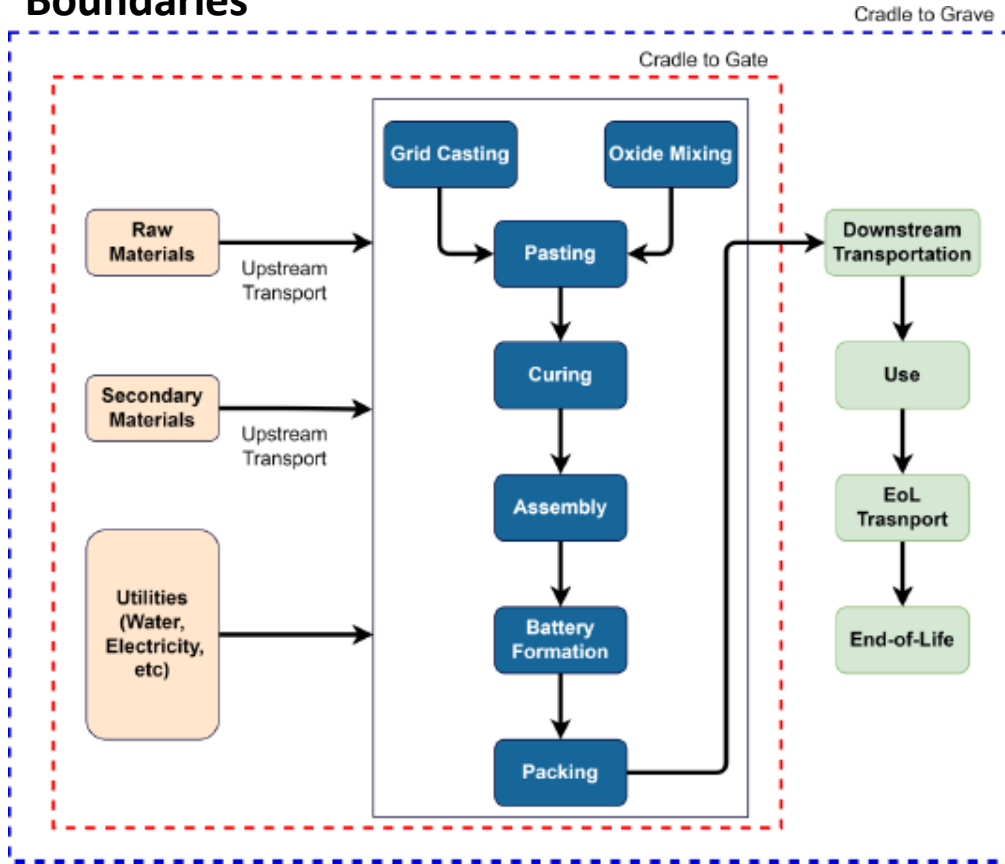 Boundaries
Cradle to Grave
Cradle to Gate
Grid Casting
Oxide Mixing
Raw
Materials
Upstream
Transport
Pasting
Downstream
Transportation
Curing
Use
Secondary
Materials
Upstream
Transport
Assembly
EoL
Trasnport
Utilities
(Water,
Electricity,
etc)
Battery
Formation
End-of-Life
Packing